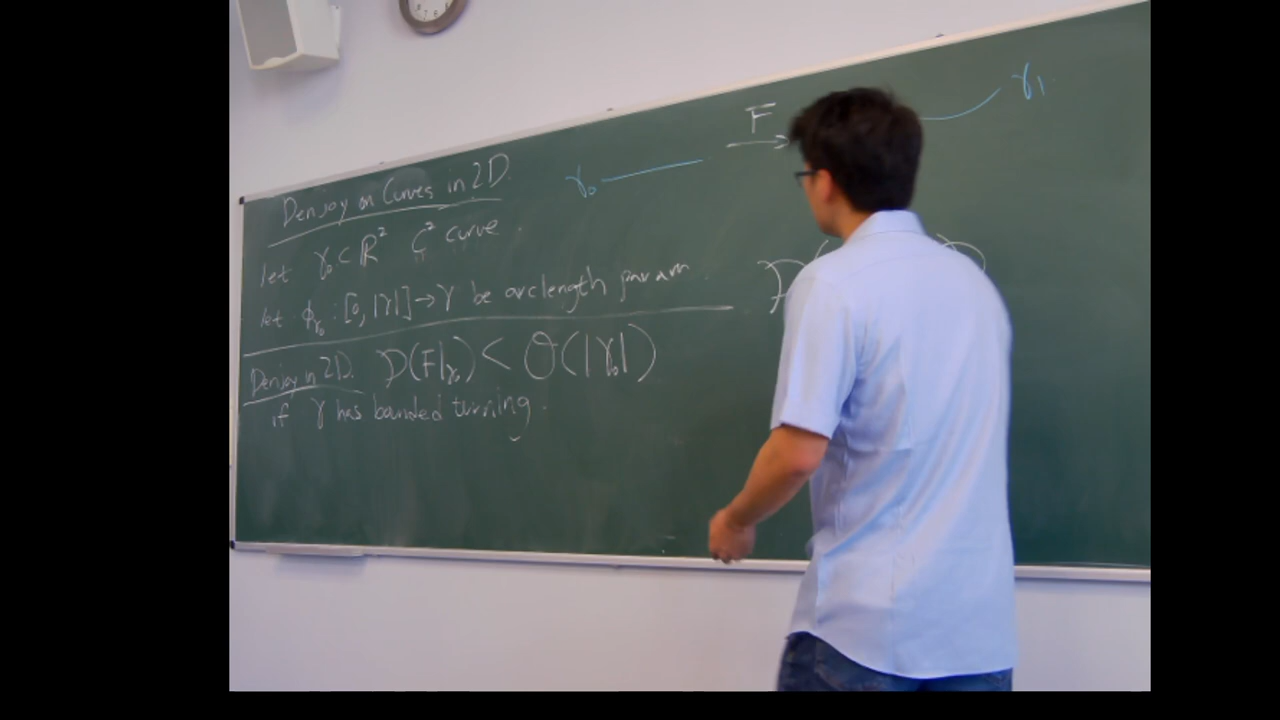 Denjoy on Curves in 2D.
let γ₀ ⊂ ℝ² C² curve.
let φ_γ₀ : [0, |γ|] → γ be arclength param.
Denjoy in 2D. D(F|γ₀) < O(|γ₀|)
if γ has bounded turning.
γ₀
F
γ₁